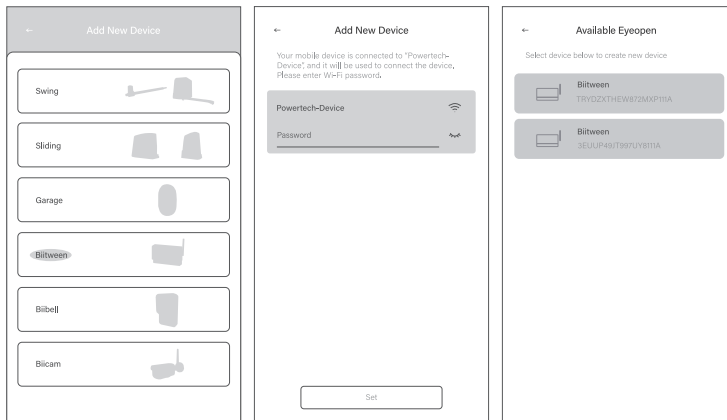 Add New Device
Swing
Sliding
Garage
Biitween
Biibell
Biicam
Add New Device
Your mobile device is connected to "Powertech-
Device", and it will be used to connect the device,
Please enter Wi-Fi password.
Powertech-Device
Password
Set
Available Eyeopen
Select device below to create new device
Biitween
TRYDZXTHEW872MXP111A
Biitween
3EUUP49JT997UY9111A